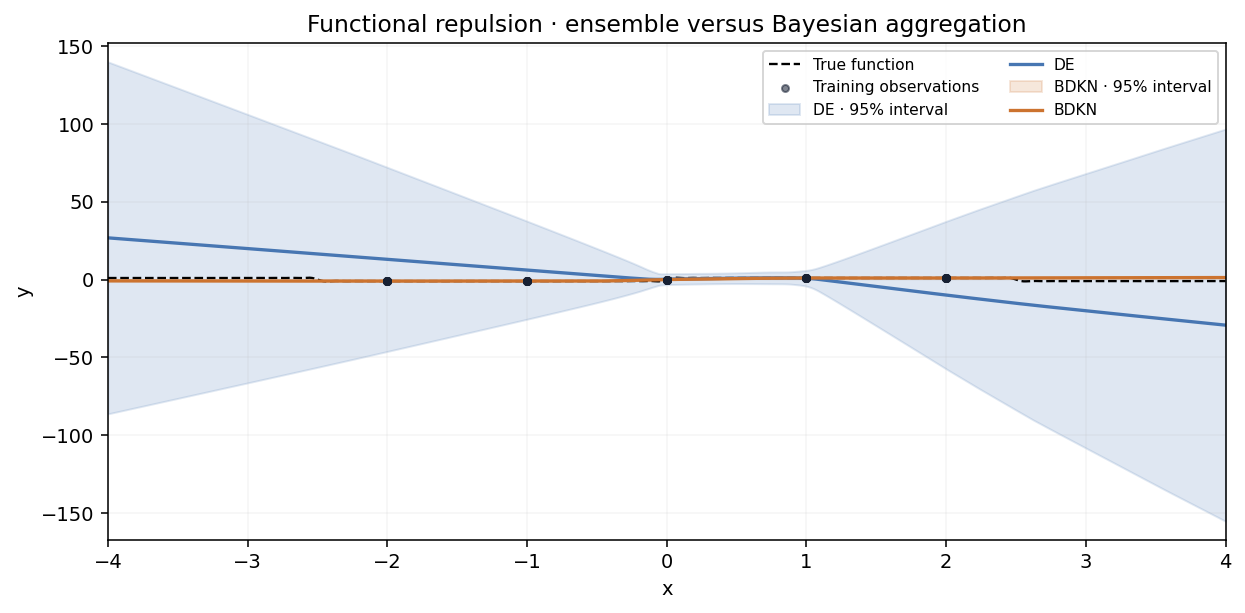 Functional repulsion · ensemble versus Bayesian aggregation
150
100
50
0
−50
−100
−150
y
True function
Training observations
DE · 95% interval
DE
BDKN · 95% interval
BDKN
−4
−3
−2
−1
0
1
2
3
4
x